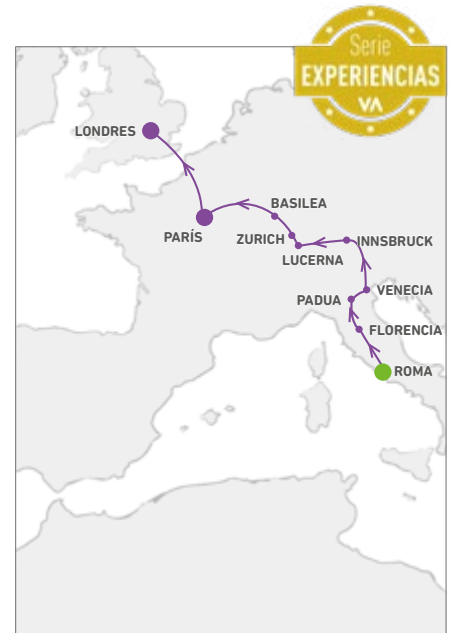 Serie
EXPERIENCIAS
VA
LONDRES
BASILEA
PARÍS
ZURICH
INNSBRUCK
LUCERNA
VENECIA
PADUA
FLORENCIA
ROMA